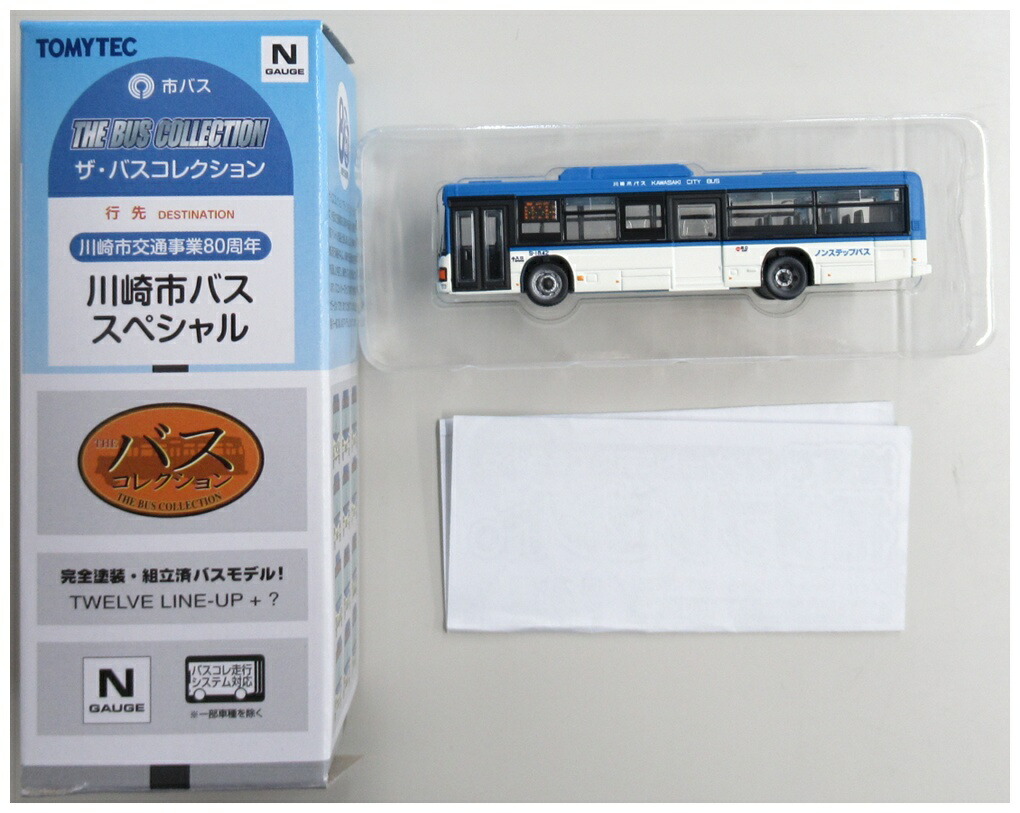 TOMYTEC
N
GAUGE
市バス
THE BUS COLLECTION
ザ・バスコレクション
行先 DESTINATION
川崎市交通事業80周年
川崎市バス
スペシャル
THE
バス
コレクション
THE BUS COLLECTION
完全塗装・組立済バスモデル!
TWELVE LINE-UP + ?
N
GAUGE
バスコレ走行
システム対応
※一部車種を除く
川崎市バス KAWASAKI CITY BUS
ノンステップバス